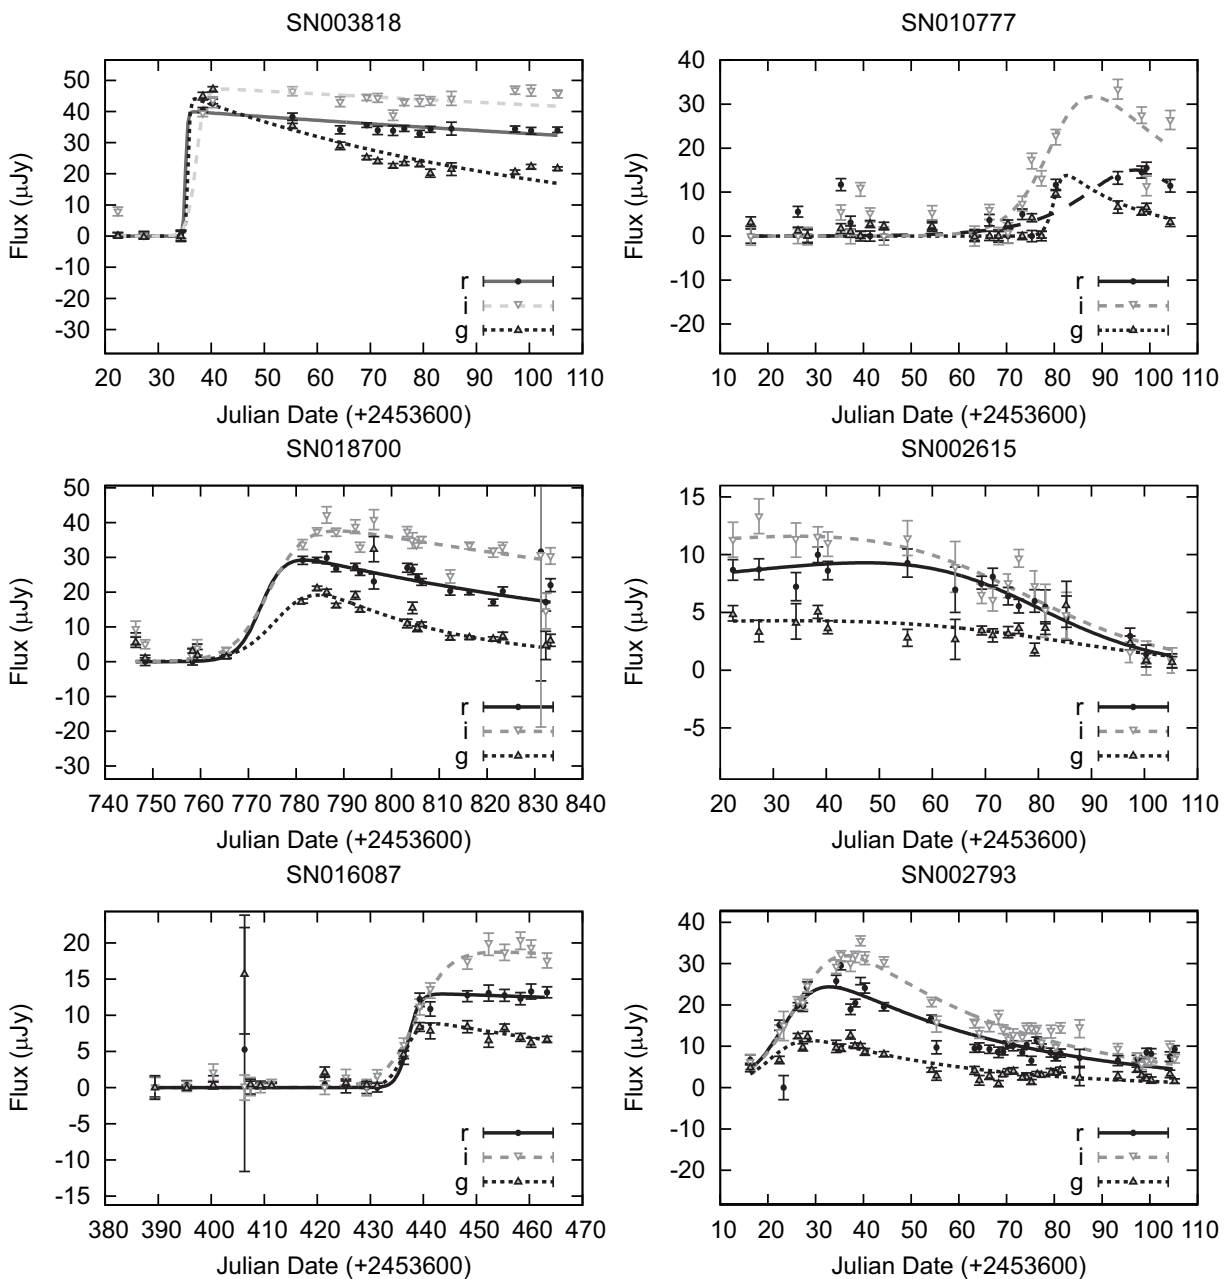 SN003818
50
40
30
20
10
0
-10
-20
-30
Flux (μJy)
r
i
g
20 30 40 50 60 70 80 90 100 110
Julian Date (+2453600)
SN010777
40
30
20
10
0
-10
-20
Flux (μJy)
r
i
g
10 20 30 40 50 60 70 80 90 100 110
Julian Date (+2453600)
SN018700
50
40
30
20
10
0
-10
-20
-30
Flux (μJy)
r
i
g
740 750 760 770 780 790 800 810 820 830 840
Julian Date (+2453600)
SN002615
15
10
5
0
-5
Flux (μJy)
r
i
g
20 30 40 50 60 70 80 90 100 110
Julian Date (+2453600)
SN016087
20
15
10
5
0
-5
-10
-15
Flux (μJy)
r
i
g
380 390 400 410 420 430 440 450 460 470
Julian Date (+2453600)
SN002793
40
30
20
10
0
-10
-20
Flux (μJy)
r
i
g
10 20 30 40 50 60 70 80 90 100 110
Julian Date (+2453600)